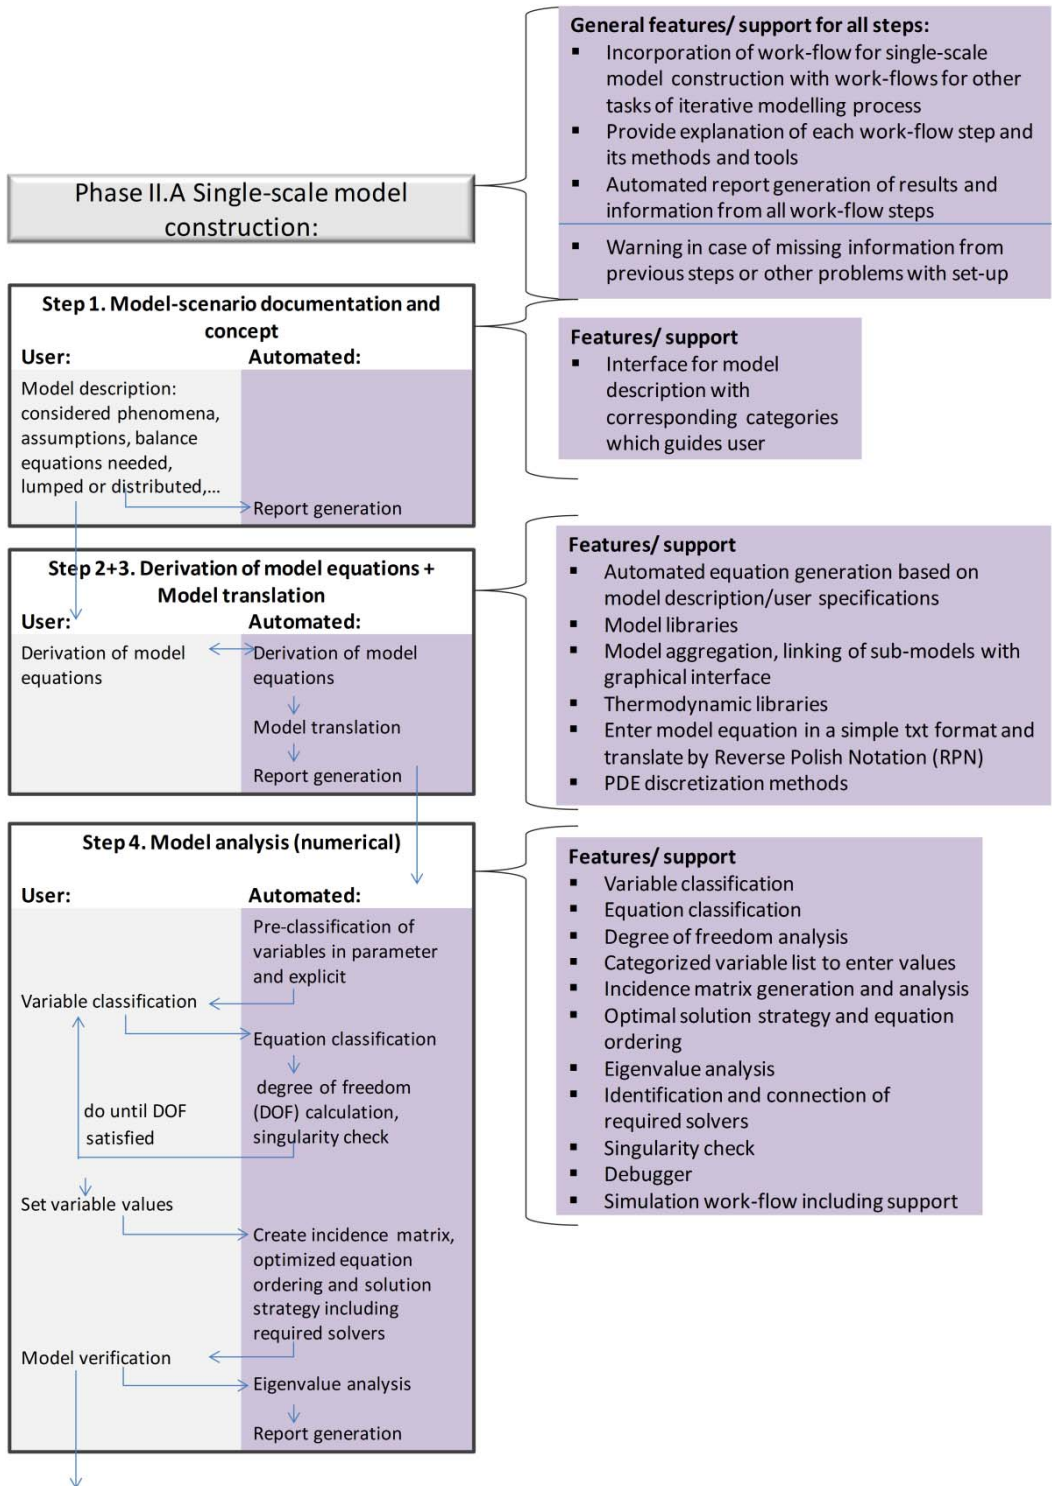 General features/ support for all steps:
▪ Incorporation of work-flow for single-scale
model construction with work-flows for other
tasks of iterative modelling process
▪ Provide explanation of each work-flow step and
its methods and tools
▪ Automated report generation of results and
information from all work-flow steps
▪ Warning in case of missing information from
previous steps or other problems with set-up
Phase II.A Single-scale model
construction:
Step 1. Model-scenario documentation and
concept
User:
Automated:
Model description:
considered phenomena,
assumptions, balance
equations needed,
lumped or distributed,...
Report generation
Features/ support
▪ Interface for model
description with
corresponding categories
which guides user
Step 2+3. Derivation of model equations +
Model translation
User:
Automated:
Derivation of model
equations
Derivation of model
equations
Model translation
Report generation
Features/ support
▪ Automated equation generation based on
model description/user specifications
▪ Model libraries
▪ Model aggregation, linking of sub-models with
graphical interface
▪ Thermodynamic libraries
▪ Enter model equation in a simple txt format and
translate by Reverse Polish Notation (RPN)
▪ PDE discretization methods
Step 4. Model analysis (numerical)
User:
Automated:
Pre-classification of
variables in parameter
and explicit
Variable classification
Equation classification
degree of freedom
(DOF) calculation,
singularity check
do until DOF
satisfied
Set variable values
Create incidence matrix,
optimized equation
ordering and solution
strategy including
required solvers
Model verification
Eigenvalue analysis
Report generation
Features/ support
▪ Variable classification
▪ Equation classification
▪ Degree of freedom analysis
▪ Categorized variable list to enter values
▪ Incidence matrix generation and analysis
▪ Optimal solution strategy and equation
ordering
▪ Eigenvalue analysis
▪ Identification and connection of
required solvers
▪ Singularity check
▪ Debugger
▪ Simulation work-flow including support